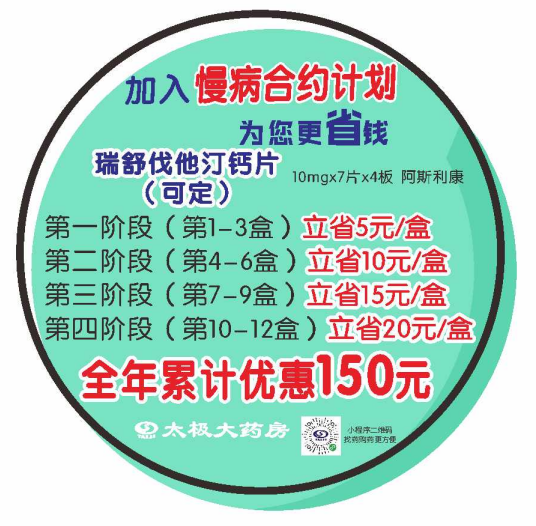 加入慢病合约计划
为您更省钱
瑞舒伐他汀钙片
（可定）
10mgx7片x4板 阿斯利康
第一阶段（第1-3盒）立省5元/盒
第二阶段（第4-6盒）立省10元/盒
第三阶段（第7-9盒）立省15元/盒
第四阶段（第10-12盒）立省20元/盒
全年累计优惠150元
太极大药房
小程序二维码
找药购药更方便